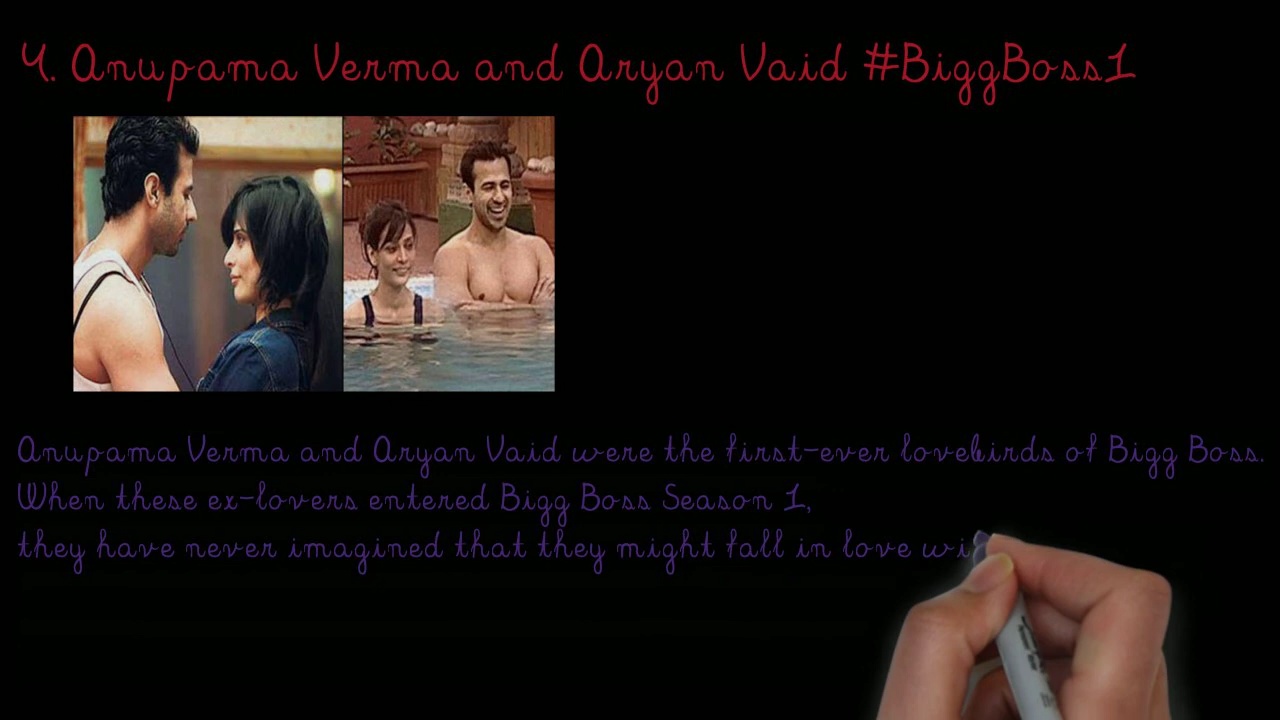 4. Anupama Verma and Aryan Vaid #BiggBoss1
Anupama Verma and Aryan Vaid were the first-ever lovebirds of Bigg Boss.
When these ex-lovers entered Bigg Boss Season 1,
they have never imagined that they might fall in love wi